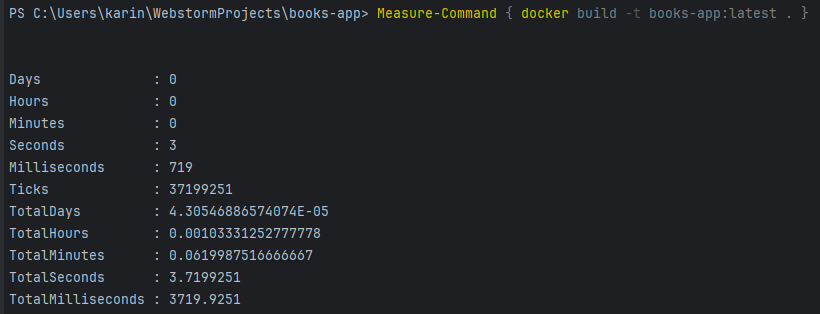 PS C:\Users\karin\WebstormProjects\books-app> Measure-Command { docker build -t books-app:latest . }
Days : 0
Hours : 0
Minutes : 0
Seconds : 3
Milliseconds : 719
Ticks : 37199251
TotalDays : 4.30546886574074E-05
TotalHours : 0.00103331252777778
TotalMinutes : 0.0619987516666667
TotalSeconds : 3.7199251
TotalMilliseconds : 3719.9251